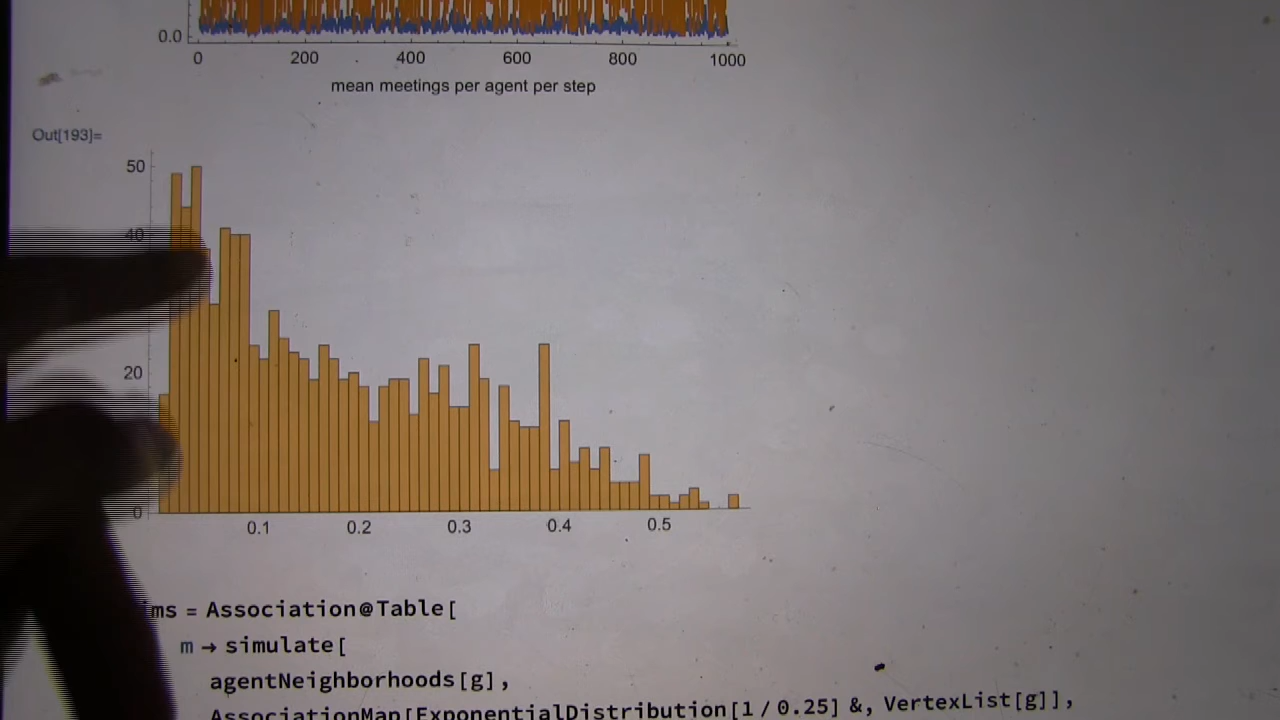 0.0
0 200 400 600 800 1000
mean meetings per agent per step
Out[193]=
50
40
20
0
0.1 0.2 0.3 0.4 0.5
ms = Association@Table[
m → simulate[
agentNeighborhoods[g],
AssociationMap[ExponentialDistribution[1 / 0.25] &, VertexList[g]],